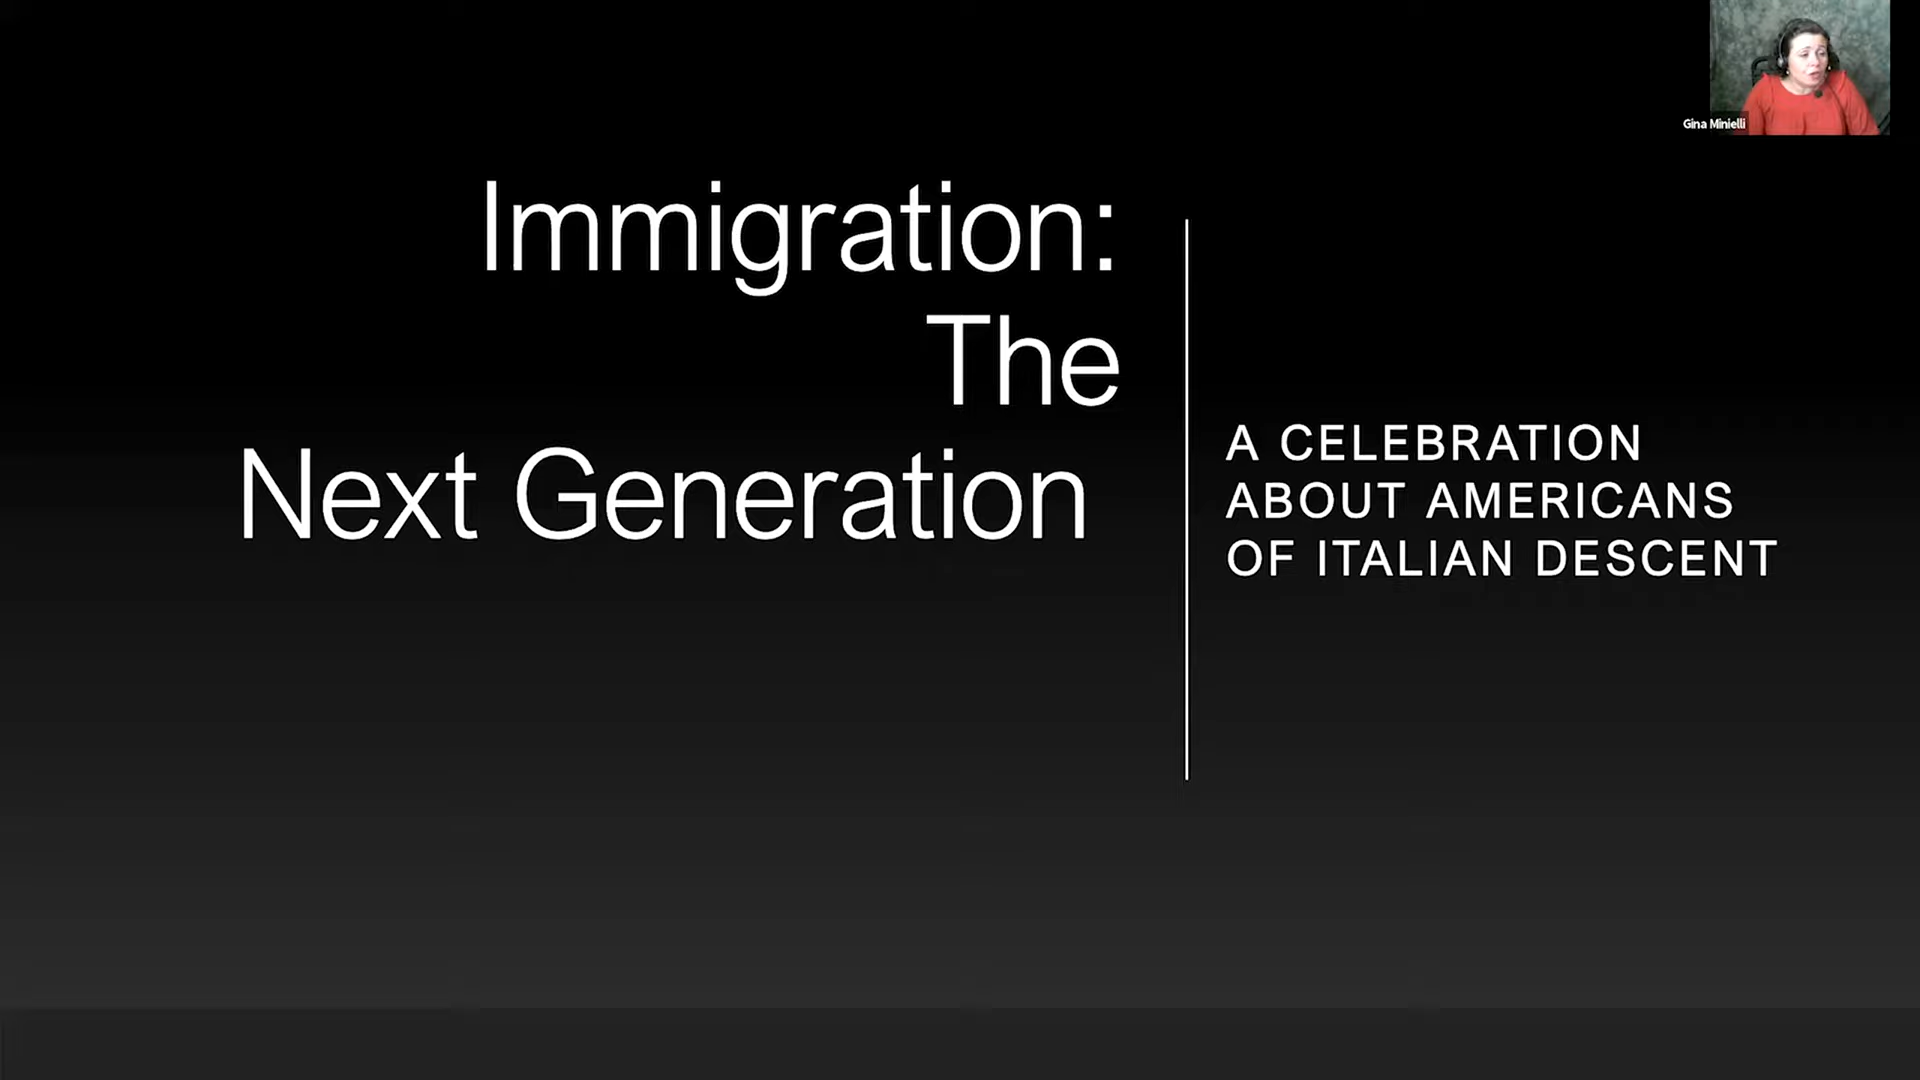 Gina Minielli
Immigration:
The
Next Generation
A CELEBRATION
ABOUT AMERICANS
OF ITALIAN DESCENT